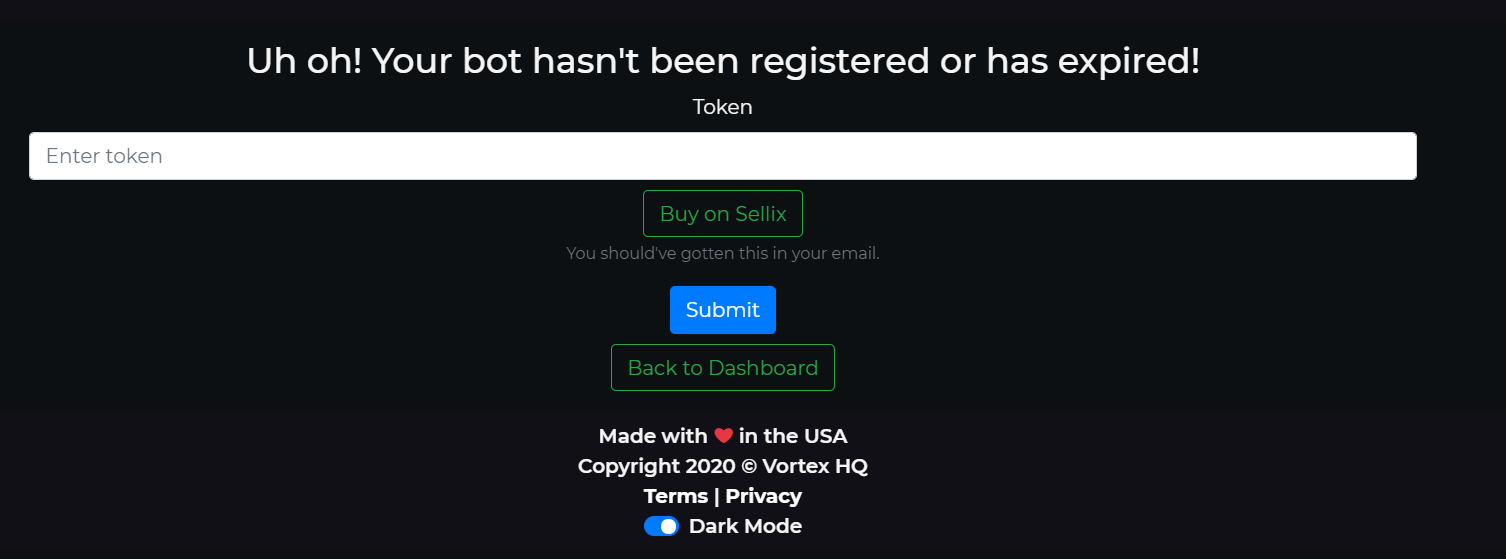 Uh oh! Your bot hasn't been registered or has expired!
Token
Enter token
Buy on Sellix
You should've gotten this in your email.
Submit
Back to Dashboard
Made with ❤ in the USA
Copyright 2020 © Vortex HQ
Terms | Privacy
Dark Mode